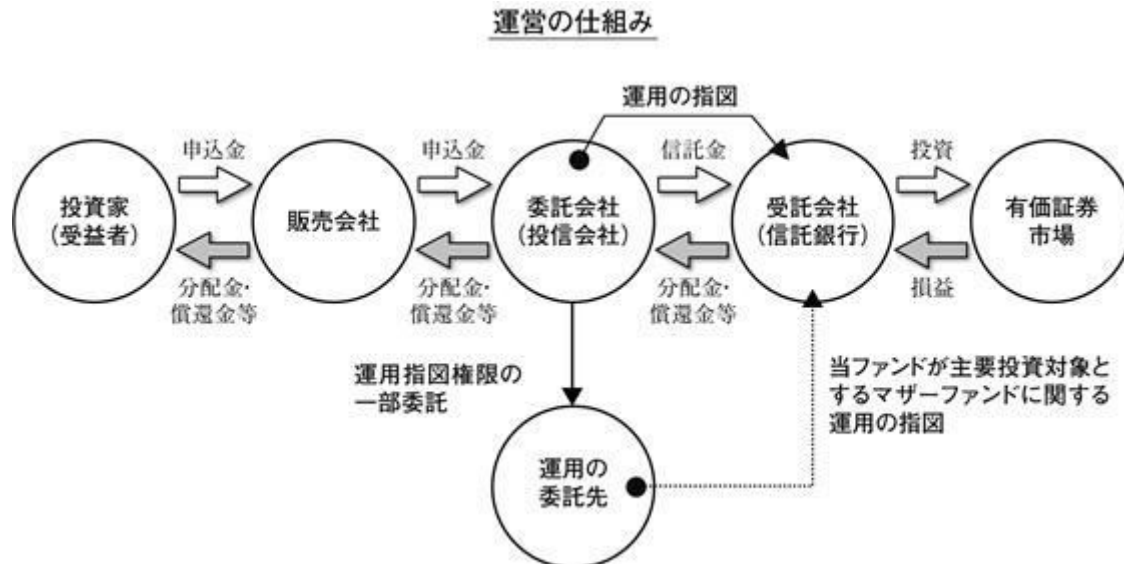 運営の仕組み
運用の指図
申込金
申込金
信託金
投資
投資家
(受益者)
販売会社
委託会社
(投信会社)
受託会社
(信託銀行)
有価証券
市場
分配金・
償還金等
分配金・
償還金等
分配金・
償還金等
損益
運用指図権限の
一部委託
当ファンドが主要投資対象と
するマザーファンドに関する
運用の指図
運用の
委託先